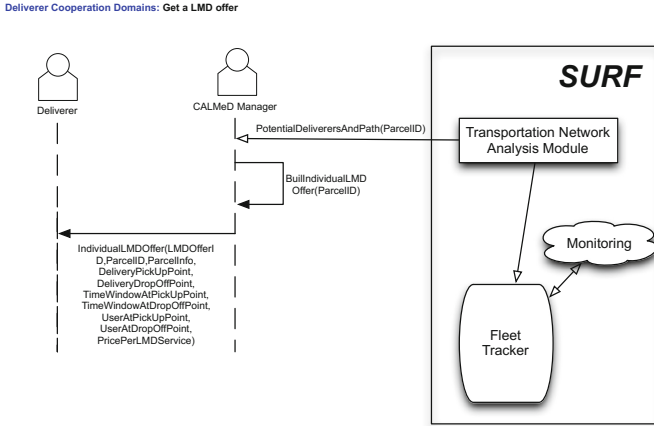 Deliverer Cooperation Domains: Get a LMD offer
SURF
Deliverer
CALMeD Manager
PotentialDeliverersAndPath(ParcelID)
Transportation Network
Analysis Module
BuilIndividualLMD
Offer(ParcelID)
IndividualLMDOffer(LMDOfferI
D,ParcelID,ParcelInfo,
DeliveryPickUpPoint,
DeliveryDropOffPoint,
TimeWindowAtPickUpPoint,
TimeWindowAtDropOffPoint,
UserAtPickUpPoint,
UserAtDropOffPoint,
PricePerLMDService)
Monitoring
Fleet
Tracker